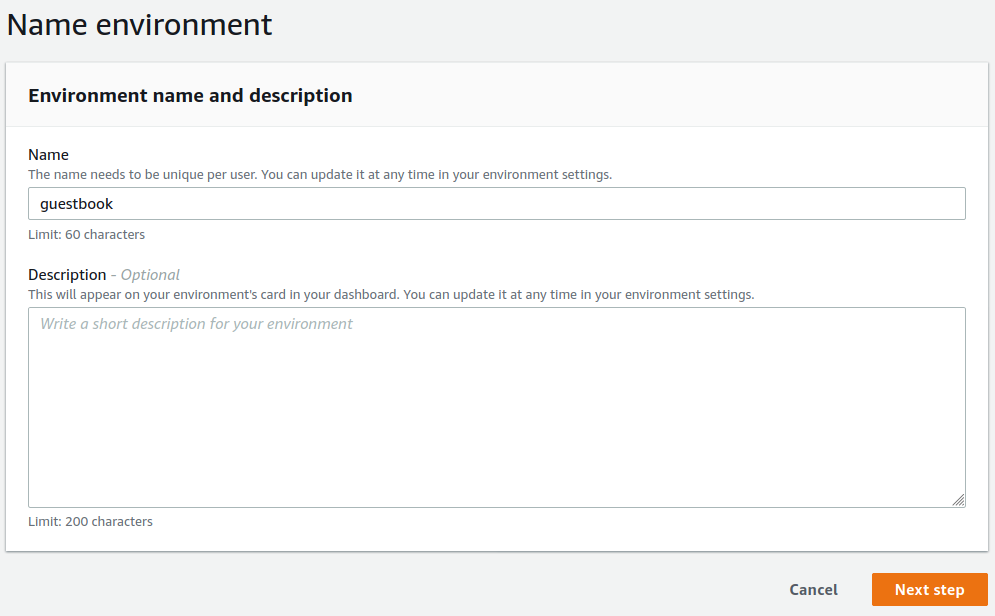 Name environment
Environment name and description
Name
The name needs to be unique per user. You can update it at any time in your environment settings.
guestbook
Limit: 60 characters
Description - Optional
This will appear on your environment's card in your dashboard. You can update it at any time in your environment settings.
Write a short description for your environment
Limit: 200 characters
Cancel
Next step